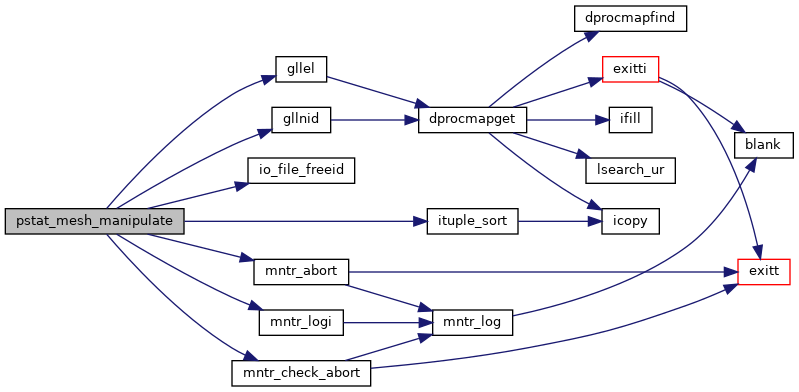 dprocmapfind
gllel
exitti
gllnid
dprocmapget
ifill
blank
io_file_freeid
lsearch_ur
pstat_mesh_manipulate
ituple_sort
icopy
mntr_abort
exitt
mntr_logi
mntr_log
mntr_check_abort